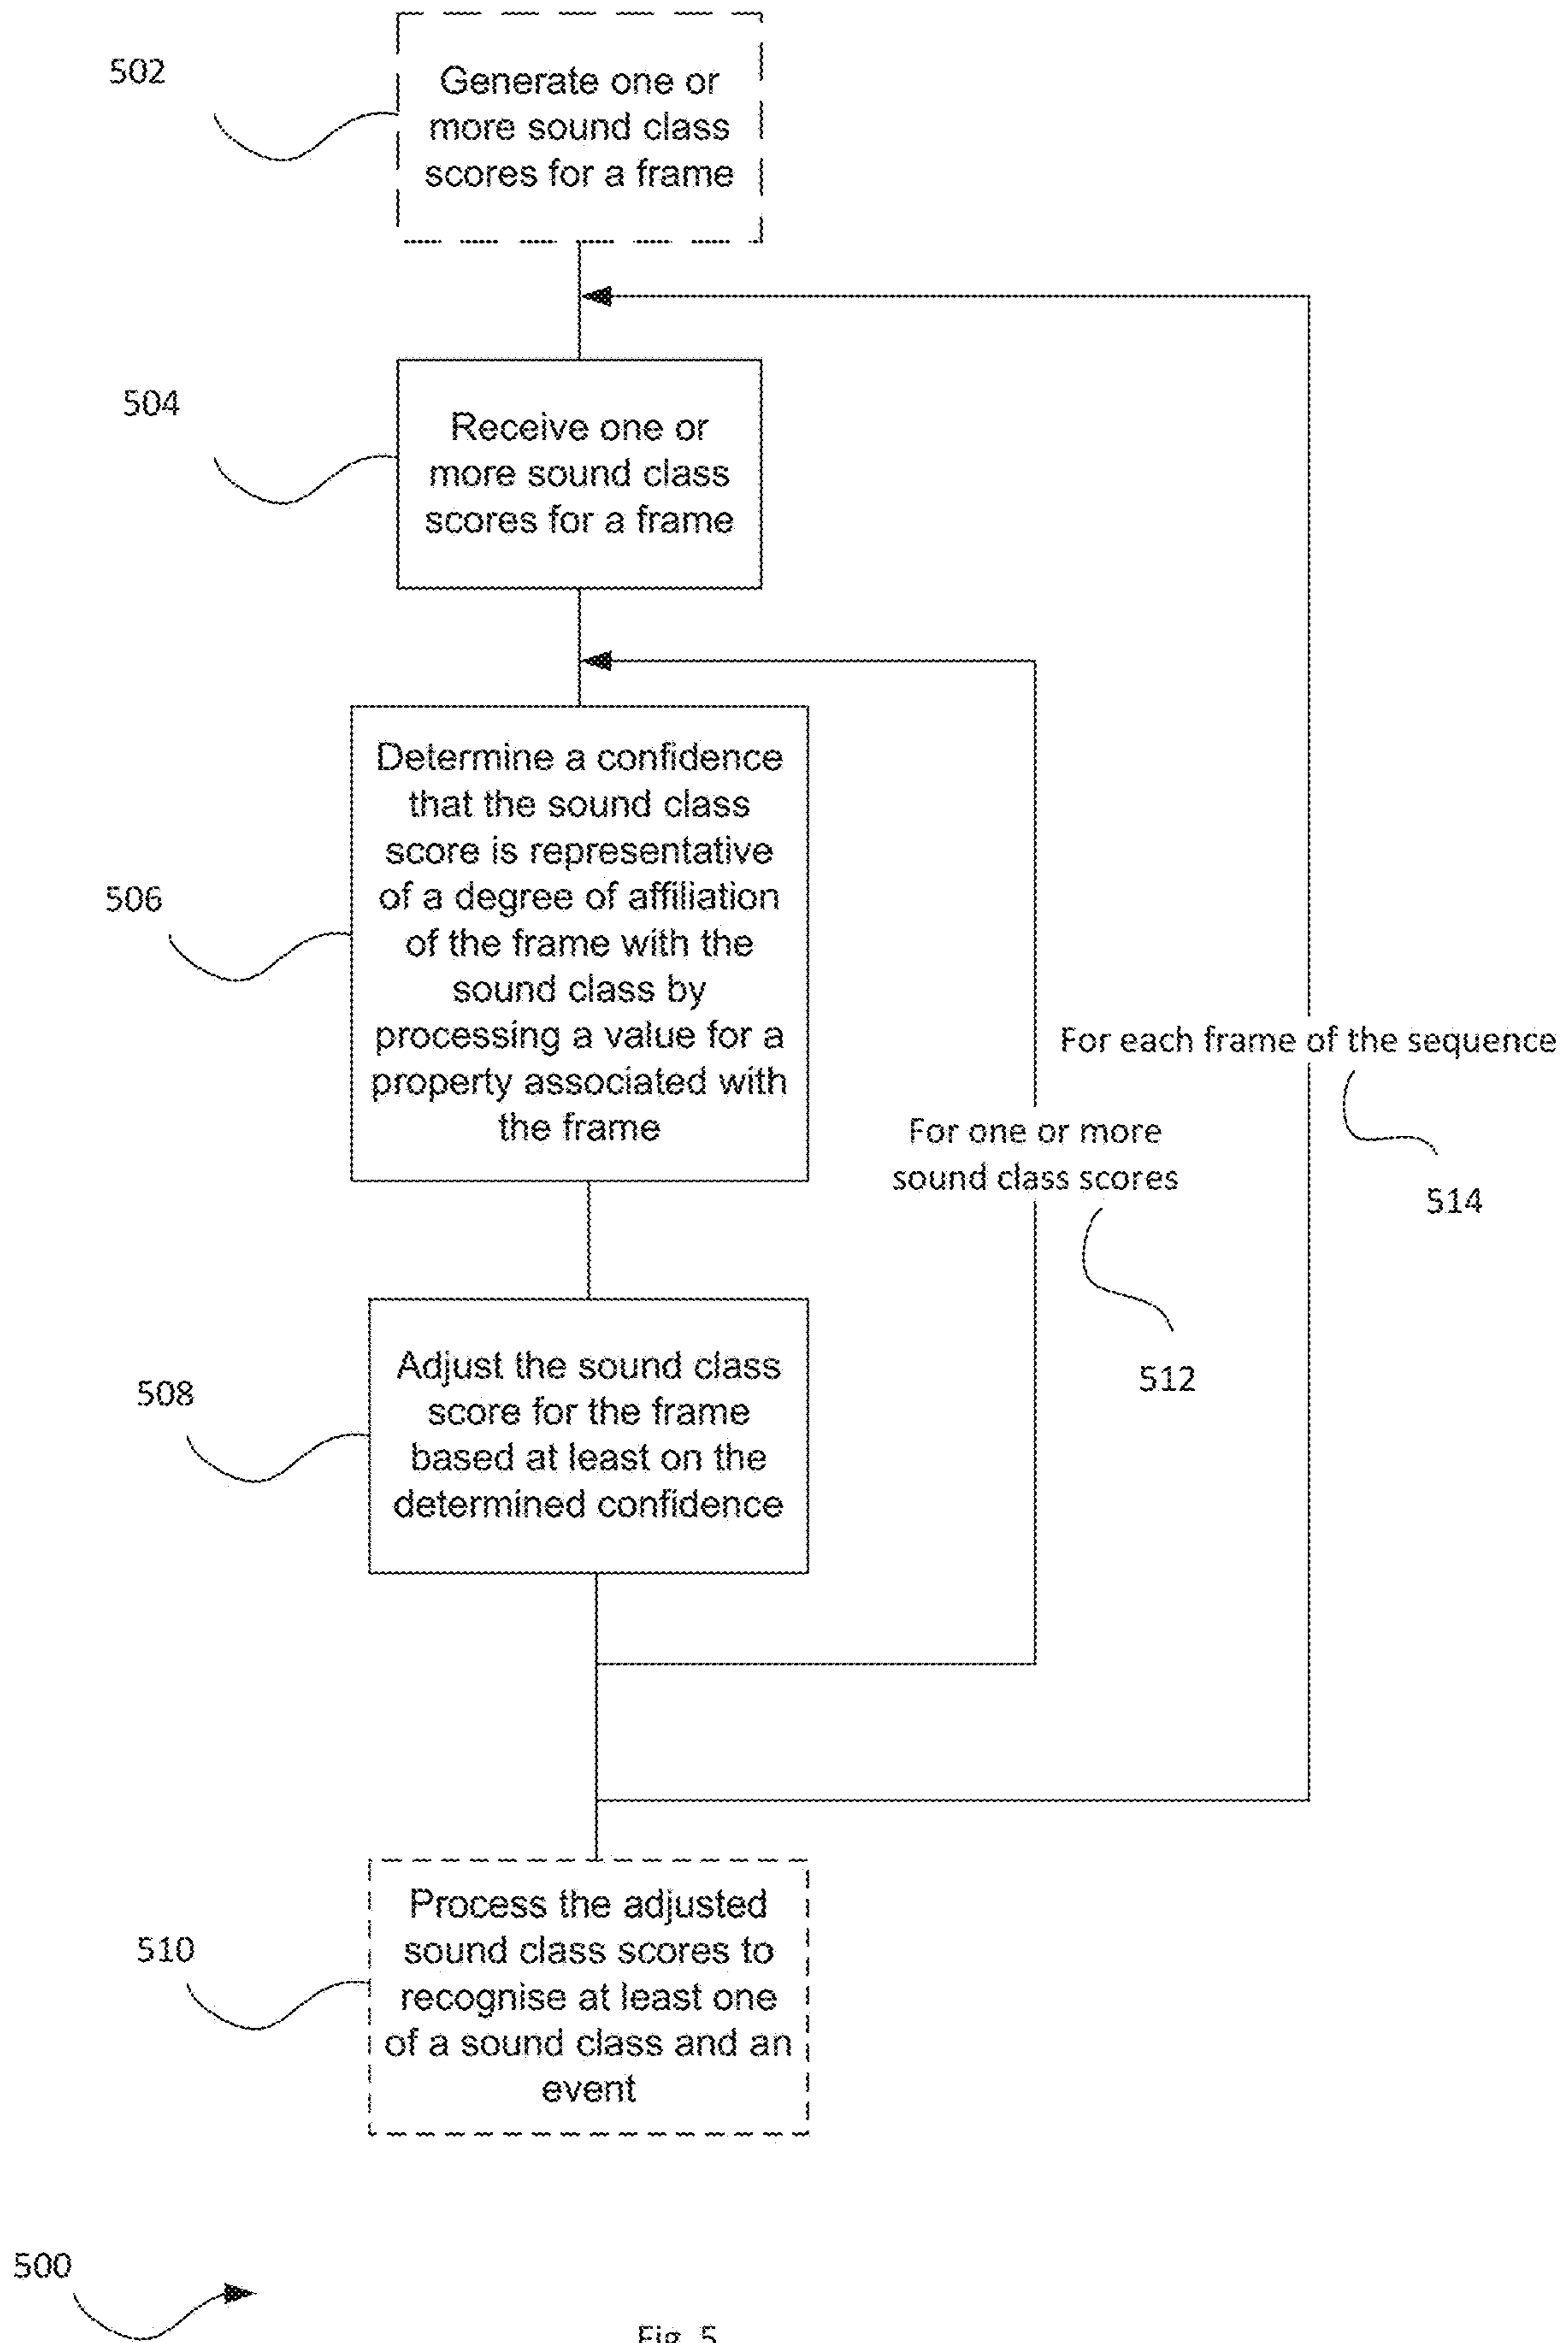 502
Generate one or
more sound class
scores for a frame
504
Receive one or
more sound class
scores for a frame
506
Determine a confidence
that the sound class
score is representative
of a degree of affiliation
of the frame with the
sound class by
processing a value for a
property associated with
the frame
For each frame of the sequence
514
For one or more
sound class scores
512
508
Adjust the sound class
score for the frame
based at least on the
determined confidence
510
Process the adjusted
sound class scores to
recognise at least one
of a sound class and an
event
500
Fig. 5